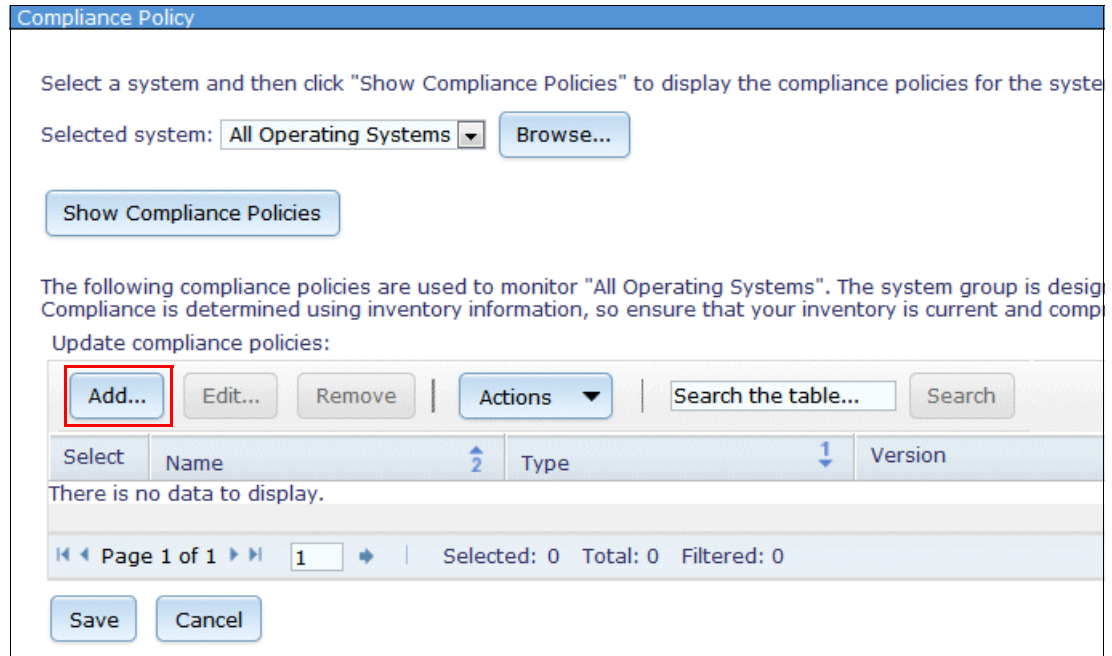 Compliance Policy
Select a system and then click "Show Compliance Policies" to display the compliance policies for the syste
Selected system: All Operating Systems Browse...
Show Compliance Policies
The following compliance policies are used to monitor "All Operating Systems". The system group is desig
Compliance is determined using inventory information, so ensure that your inventory is current and comp
Update compliance policies:
Add... Edit... Remove Actions Search the table... Search
Select Name 2 Type 1 Version
There is no data to display.
Page 1 of 1 1 Selected: 0 Total: 0 Filtered: 0
Save Cancel